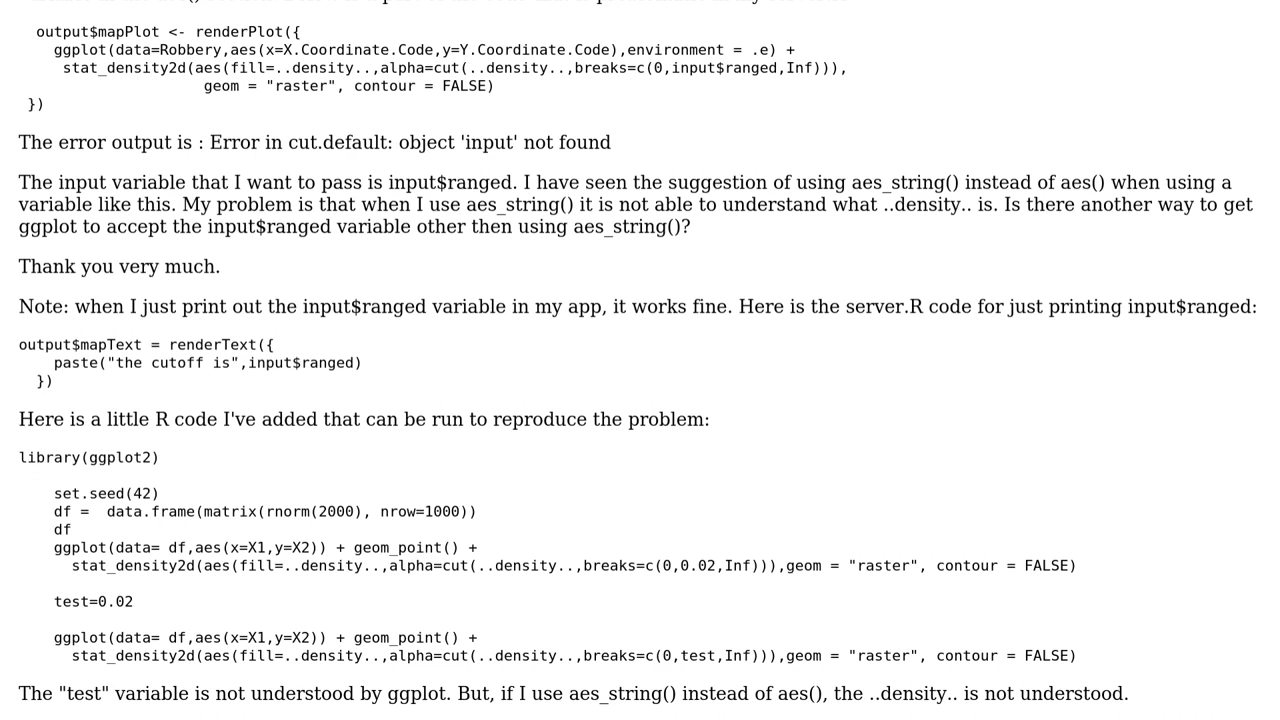 output$mapPlot <- renderPlot({
ggplot(data=Robbery,aes(x=X.Coordinate.Code,y=Y.Coordinate.Code),environment = .e) +
stat_density2d(aes(fill=..density..,alpha=cut(..density..,breaks=c(0,input$ranged,Inf))),
geom = "raster", contour = FALSE)
})
The error output is : Error in cut.default: object 'input' not found
The input variable that I want to pass is input$ranged. I have seen the suggestion of using aes_string() instead of aes() when using a
variable like this. My problem is that when I use aes_string() it is not able to understand what ..density.. is. Is there another way to get
ggplot to accept the input$ranged variable other then using aes_string()?
Thank you very much.
Note: when I just print out the input$ranged variable in my app, it works fine. Here is the server.R code for just printing input$ranged:
output$mapText = renderText({
paste("the cutoff is",input$ranged)
})
Here is a little R code I've added that can be run to reproduce the problem:
library(ggplot2)
set.seed(42)
df =  data.frame(matrix(rnorm(2000), nrow=1000))
df
ggplot(data= df,aes(x=X1,y=X2)) + geom_point() +
stat_density2d(aes(fill=..density..,alpha=cut(..density..,breaks=c(0,0.02,Inf))),geom = "raster", contour = FALSE)
test=0.02
ggplot(data= df,aes(x=X1,y=X2)) + geom_point() +
stat_density2d(aes(fill=..density..,alpha=cut(..density..,breaks=c(0,test,Inf))),geom = "raster", contour = FALSE)
The "test" variable is not understood by ggplot. But, if I use aes_string() instead of aes(), the ..density.. is not understood.